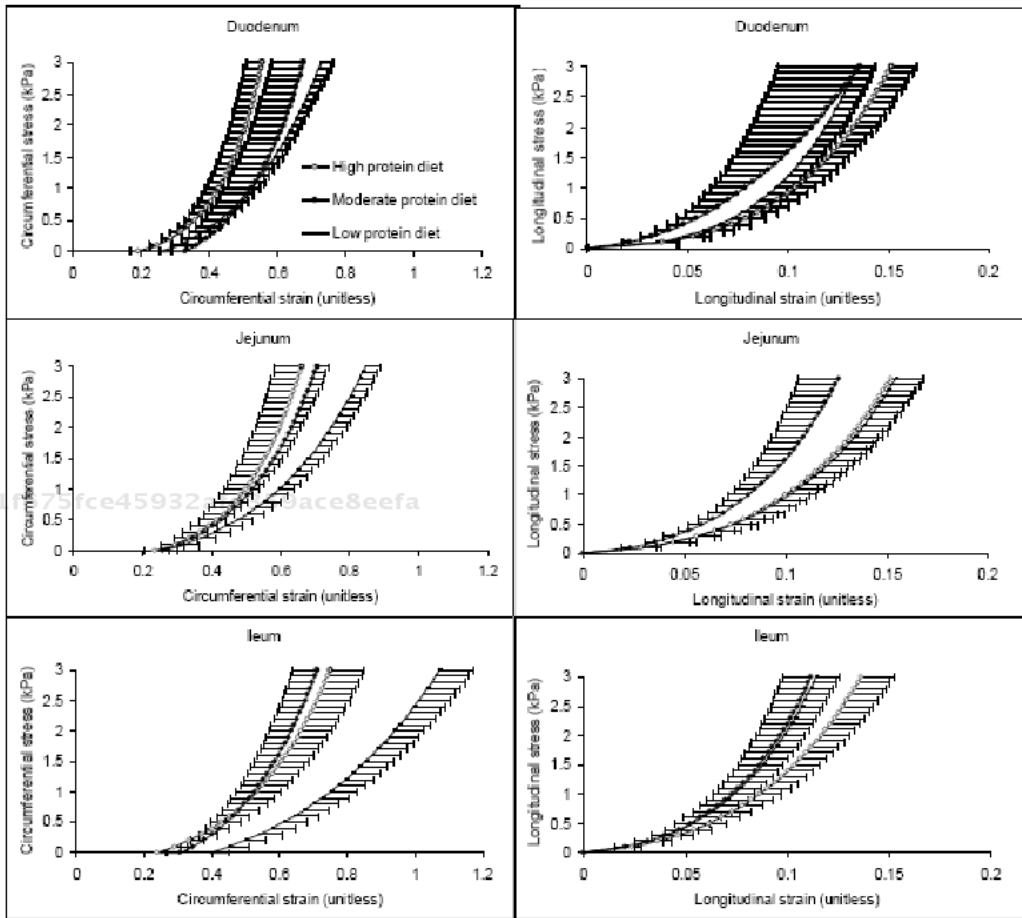 Duodenum
Circumferential stress (kPa)
3
2.5
2
1.5
1
0.5
0
0 0.2 0.4 0.6 0.8 1 1.2
Circumferential strain (unitless)
High protein diet
Moderate protein diet
Low protein diet
Duodenum
Longitudinal stress (kPa)
3
2.5
2
1.5
1
0.5
0
0 0.05 0.1 0.15 0.2
Longitudinal strain (unitless)
Jejunum
Circumferential stress (kPa)
3
2.5
2
1.5
1
0.5
0
0 0.2 0.4 0.6 0.8 1 1.2
Circumferential strain (unitless)
Jejunum
Longitudinal stress (kPa)
3
2.5
2
1.5
1
0.5
0
0 0.05 0.1 0.15 0.2
Longitudinal strain (unitless)
Ileum
Circumferential stress (kPa)
3
2.5
2
1.5
1
0.5
0
0 0.2 0.4 0.6 0.8 1 1.2
Circumferential strain (unitless)
Ileum
Longitudinal stress (kPa)
3
2.5
2
1.5
1
0.5
0
0 0.05 0.1 0.15 0.2
Longitudinal strain (unitless)